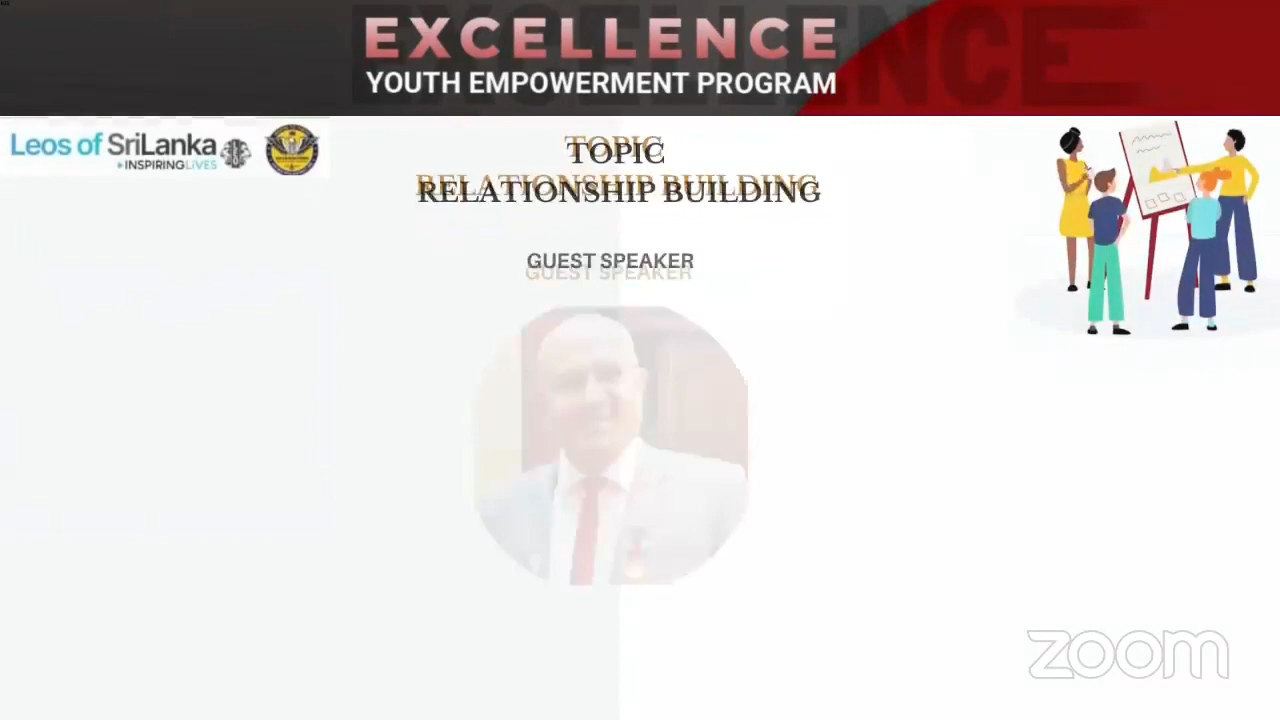 EXCELLENCE
YOUTH EMPOWERMENT PROGRAM
Leos of SriLanka
INSPIRING LIVES
TOPIC
RELATIONSHIP BUILDING
GUEST SPEAKER
zoom